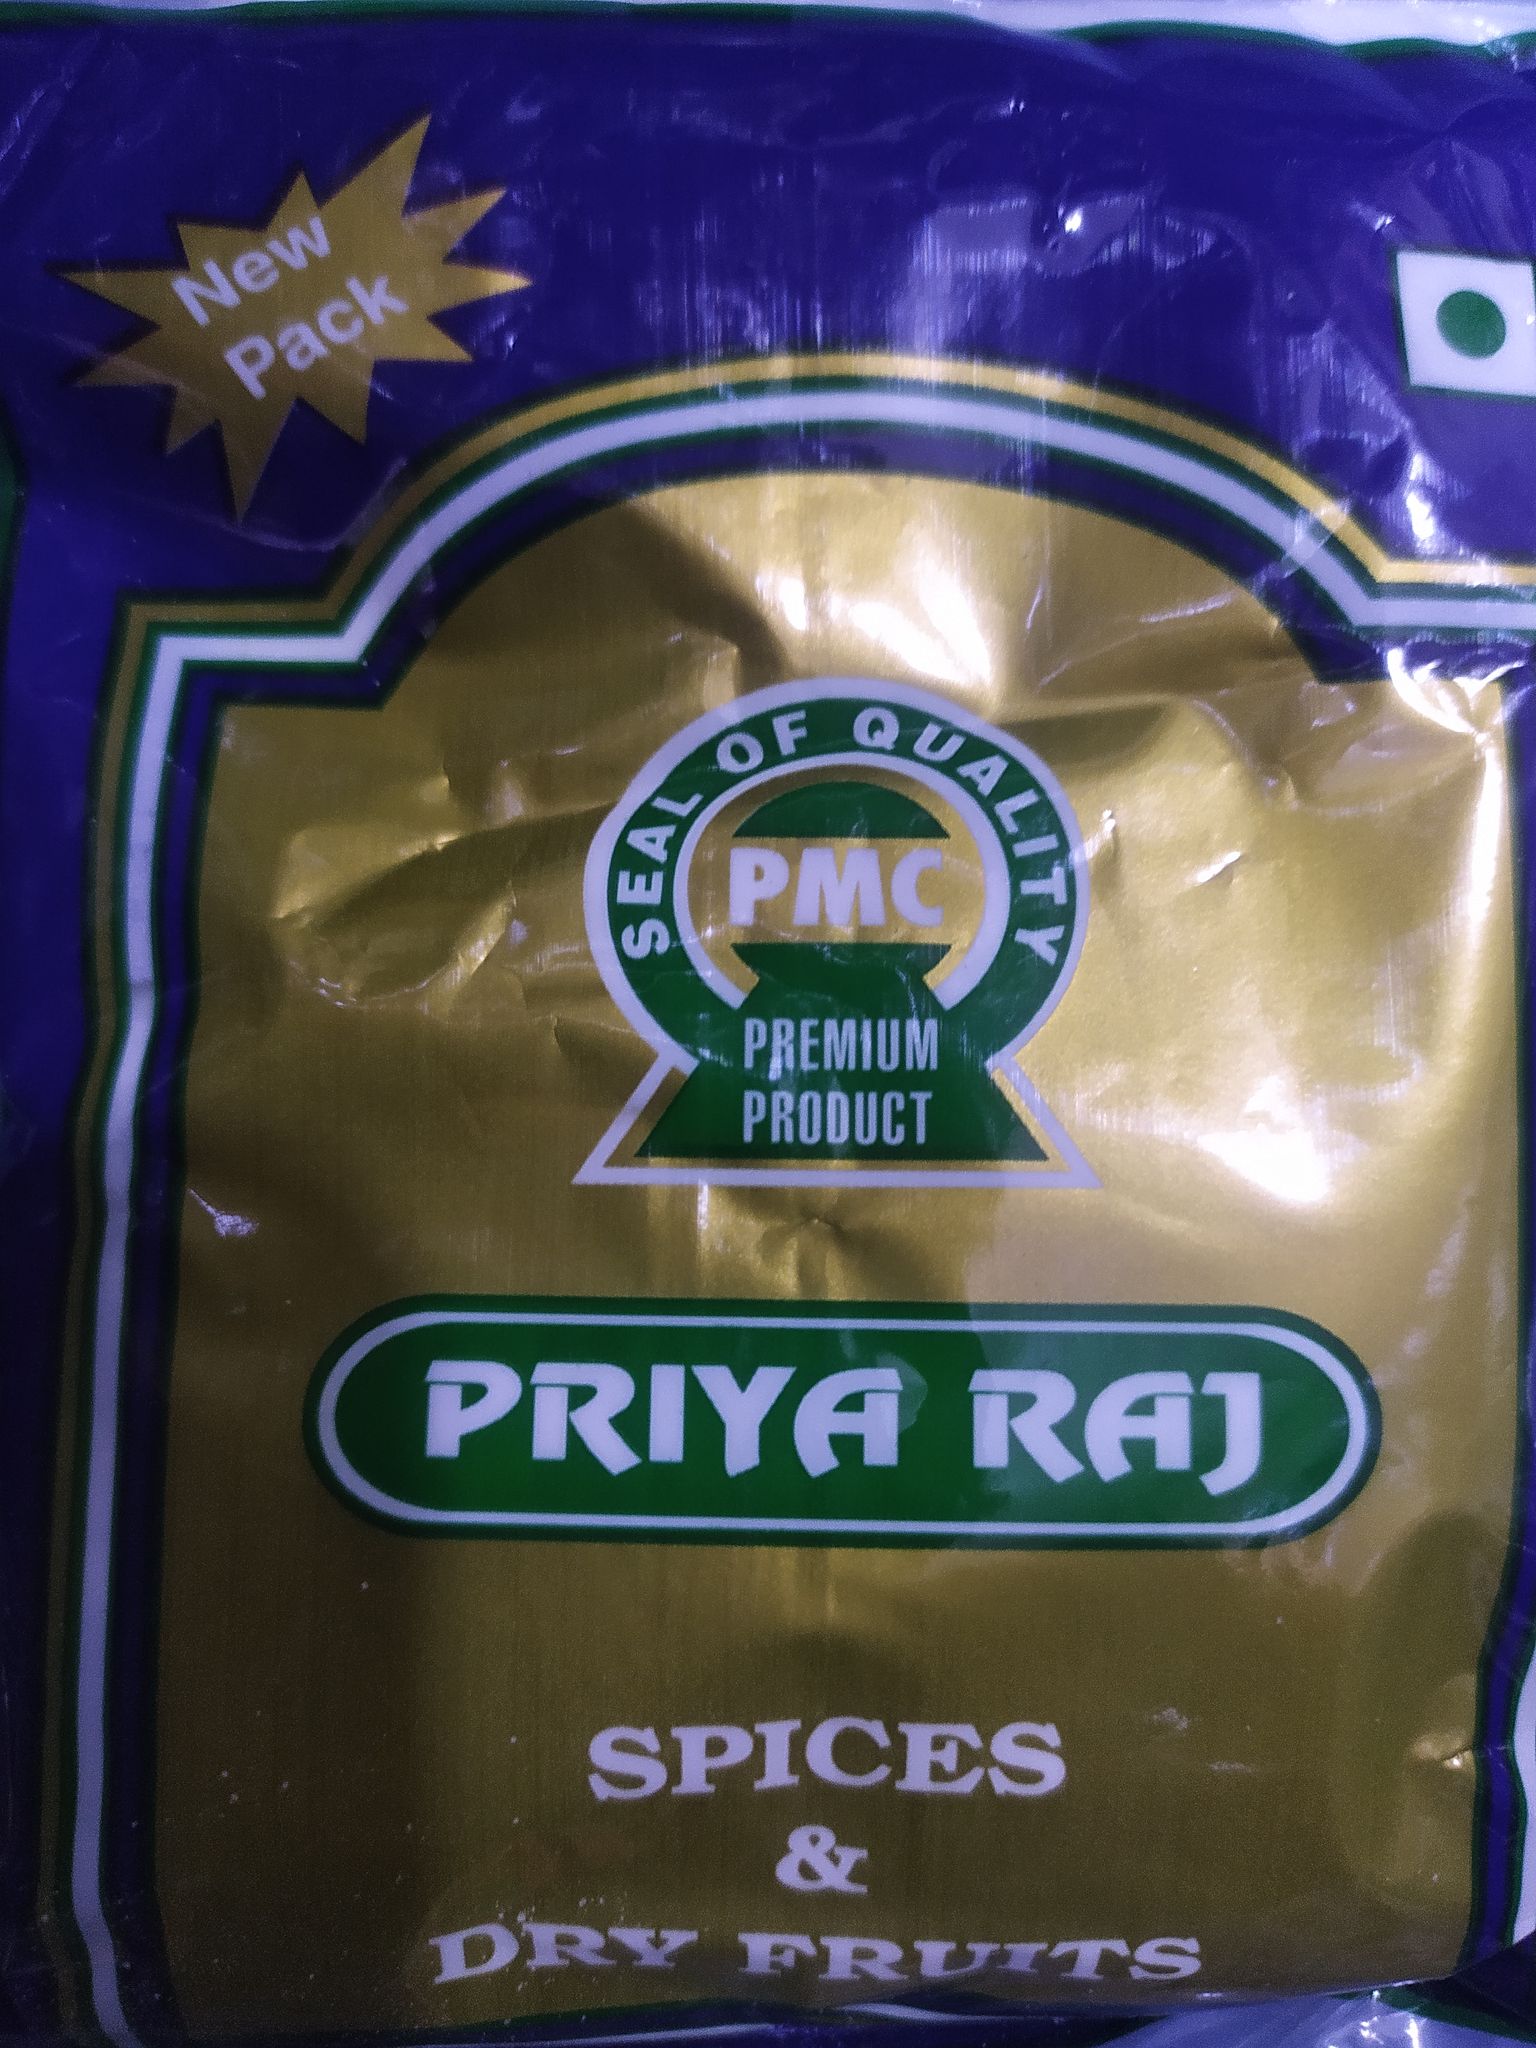 New
Pack
SEAL OF QUALITY
PMC
PREMIUM
PRODUCT
PRIYA RAJ
SPICES
&
DRY FRUITS